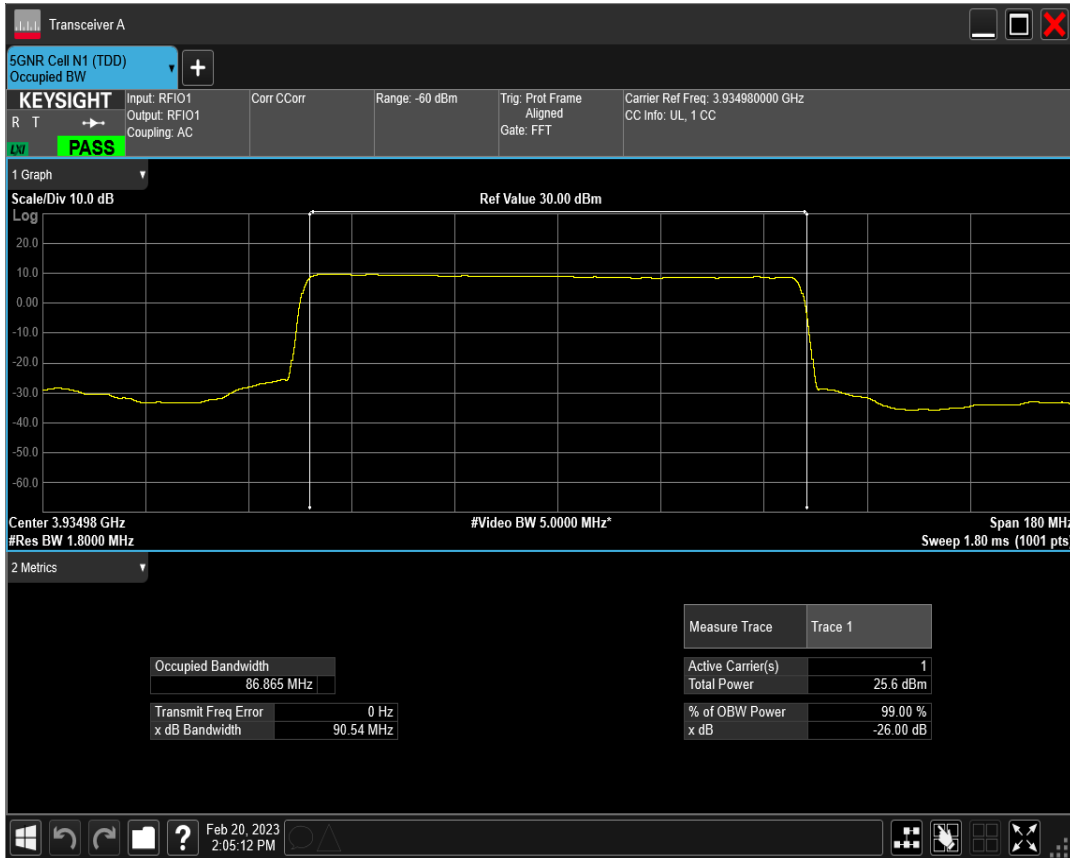 Transceiver A
5GNR Cell N1 (TDD)
Occupied BW
+
KEYSIGHT
R T
LXI
PASS
Input: RFIO1
Output: RFIO1
Coupling: AC
Corr CCorr
Range: -60 dBm
Trig: Prot Frame
Aligned
Gate: FFT
Carrier Ref Freq: 3.934980000 GHz
CC Info: UL, 1 CC
1 Graph
Scale/Div 10.0 dB
Ref Value 30.00 dBm
Log
20.0
10.0
0.00
-10.0
-20.0
-30.0
-40.0
-50.0
-60.0
Center 3.93498 GHz
#Video BW 5.0000 MHz*
Span 180 MHz
#Res BW 1.8000 MHz
Sweep 1.80 ms (1001 pts)
2 Metrics
Measure Trace Trace 1
Occupied Bandwidth
86.865 MHz
Active Carrier(s) 1
Total Power 25.6 dBm
Transmit Freq Error 0 Hz
x dB Bandwidth 90.54 MHz
% of OBW Power 99.00 %
x dB -26.00 dB
?
Feb 20, 2023
2:05:12 PM